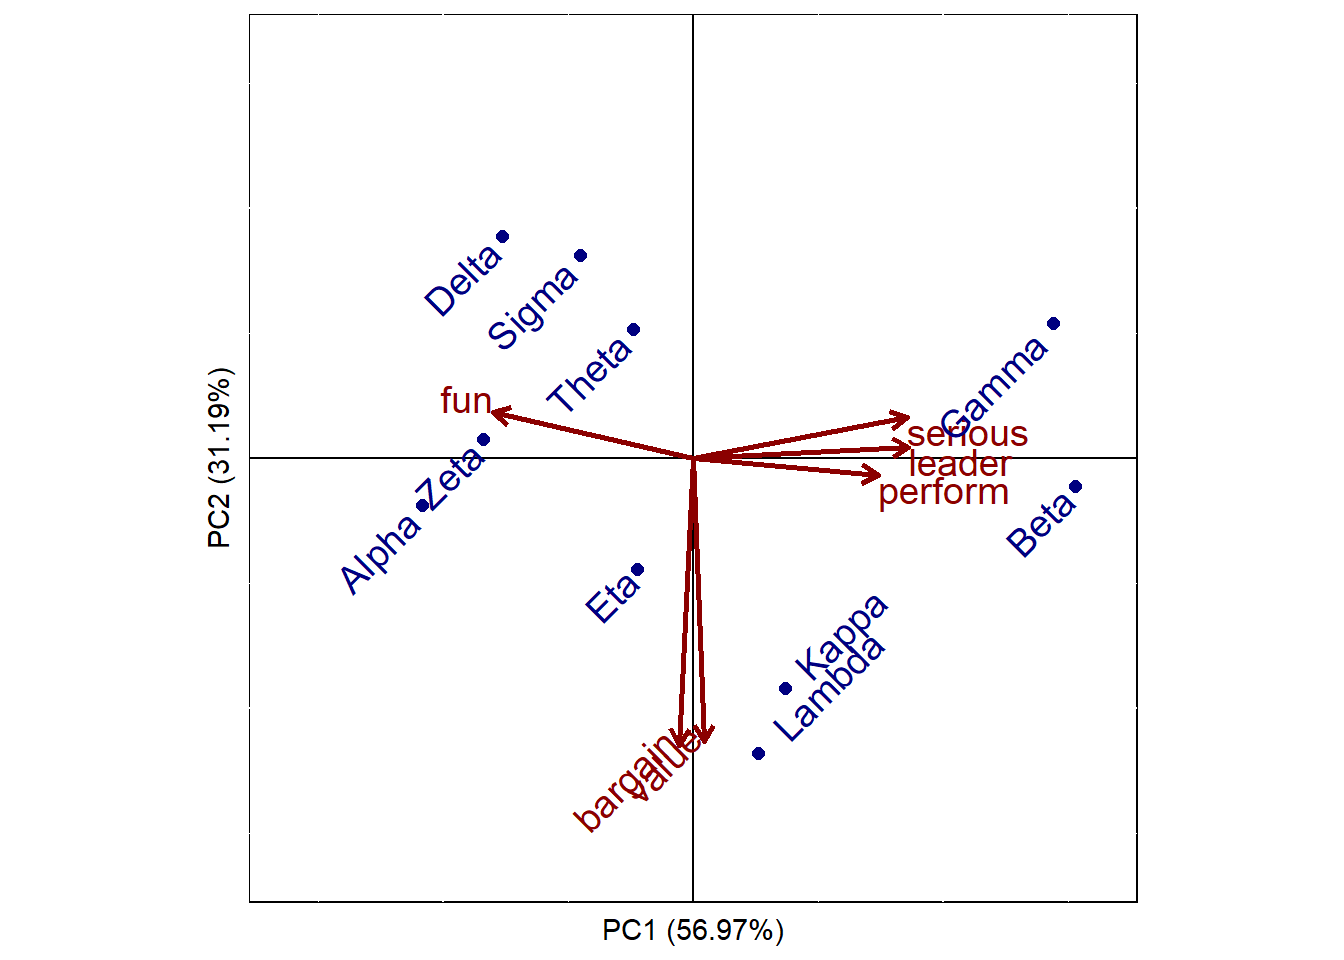 Delta
Sigma
Theta
Gamma
fun
serious
leader
perform
Zeta
Alpha
Beta
Eta
Kappa
Lambda
bargain
value
PC2 (31.19%)
PC1 (56.97%)